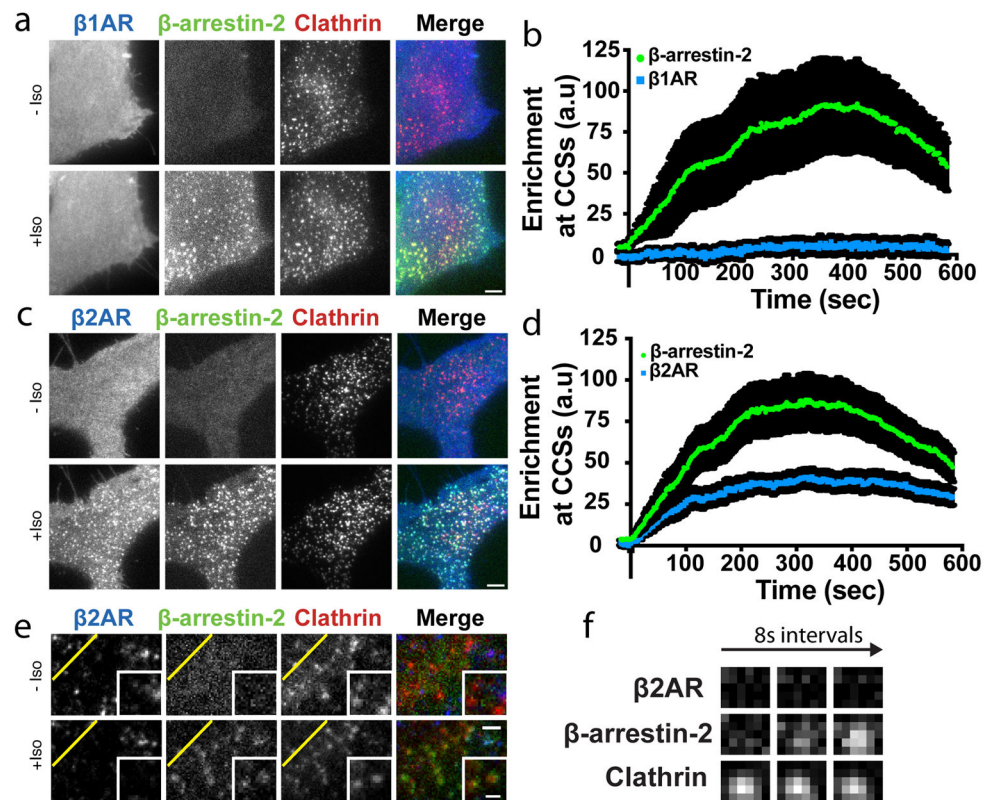 a
β1AR β-arrestin-2 Clathrin Merge
- Iso
+Iso
b
125
100
75
50
25
0
Enrichment
at CCSs (a.u)
β-arrestin-2
β1AR
100 200 300 400 500 600
Time (sec)
c
β2AR β-arrestin-2 Clathrin Merge
- Iso
+Iso
d
125
100
75
50
25
0
Enrichment
at CCSs (a.u)
β-arrestin-2
β2AR
100 200 300 400 500 600
Time (sec)
e
β2AR β-arrestin-2 Clathrin Merge
- Iso
+Iso
f
8s intervals
β2AR
β-arrestin-2
Clathrin